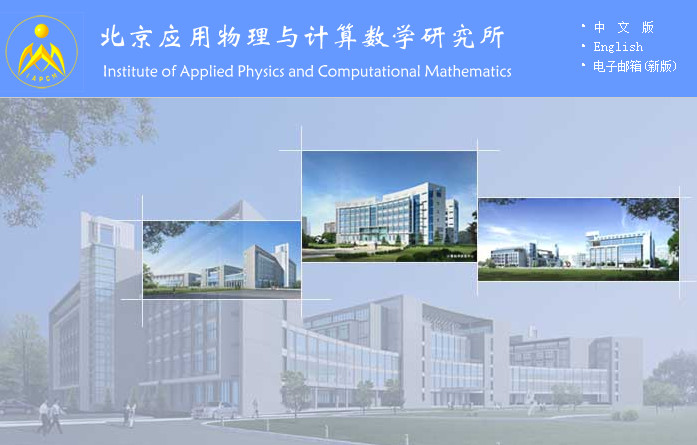 北京应用物理与计算数学研究所
Institute of Applied Physics and Computational Mathematics
中 文 版
English
电子邮箱(新版)
IAPCM